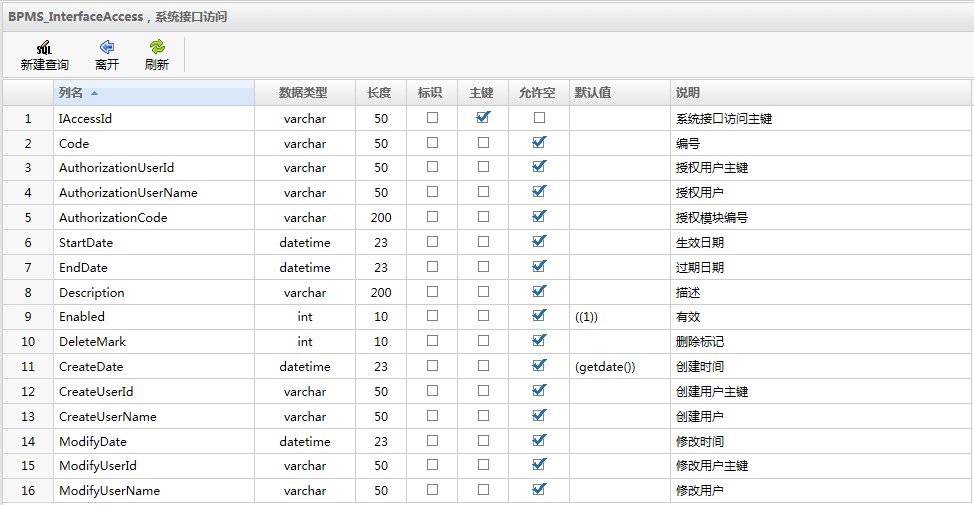 BPMS_InterfaceAccess，系统接口访问
SQL
新建查询 离开 刷新
列名 数据类型 长度 标识 主键 允许空 默认值 说明
1 IAccessId varchar 50 系统接口访问主键
2 Code varchar 50 编号
3 AuthorizationUserId varchar 50 授权用户主键
4 AuthorizationUserName varchar 50 授权用户
5 AuthorizationCode varchar 200 授权模块编号
6 StartDate datetime 23 生效日期
7 EndDate datetime 23 过期日期
8 Description varchar 200 描述
9 Enabled int 10 ((1)) 有效
10 DeleteMark int 10 删除标记
11 CreateDate datetime 23 (getdate()) 创建时间
12 CreateUserId varchar 50 创建用户主键
13 CreateUserName varchar 50 创建用户
14 ModifyDate datetime 23 修改时间
15 ModifyUserId varchar 50 修改用户主键
16 ModifyUserName varchar 50 修改用户